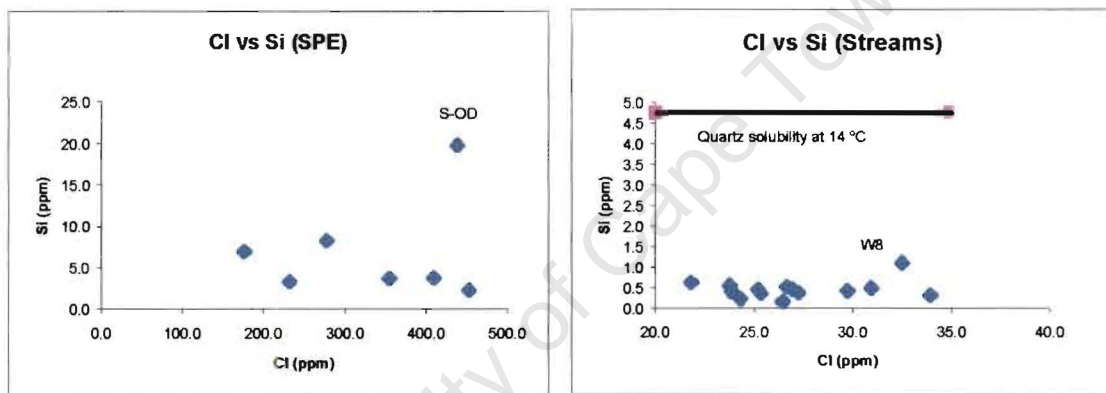 Cl vs Si (SPE)
S-OD
25.0
20.0
15.0
10.0
5.0
0.0
Si (ppm)
0.0 100.0 200.0 300.0 400.0 500.0
Cl (ppm)
Cl vs Si (Streams)
5.0
4.5
4.0
3.5
3.0
2.5
2.0
1.5
1.0
0.5
0.0
Si (ppm)
Quartz solubility at 14 °C
W8
20.0 25.0 30.0 35.0 40.0
Cl (ppm)
ity of Cape Tow